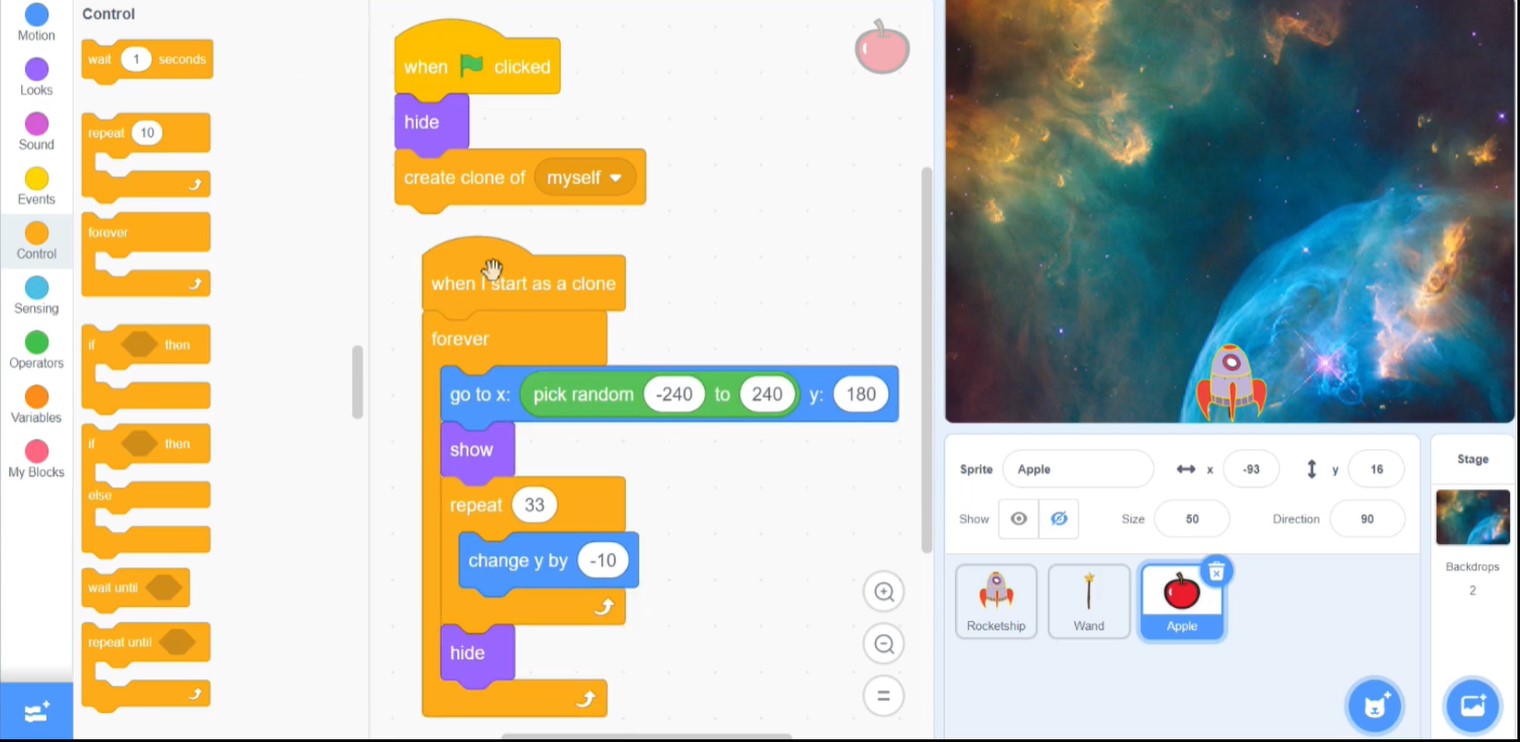 Motion
Looks
Sound
Events
Control
Sensing
Operators
Variables
My Blocks
Control
wait 1 seconds
repeat 10
forever
if then
if then
else
wait until
repeat until
when clicked
hide
create clone of myself
when I start as a clone
forever
go to x: pick random -240 to 240 y: 180
show
repeat 33
change y by -10
hide
Sprite Apple x -93 y 16
Show Size 50 Direction 90
Rocketship
Wand
Apple
Stage
Backdrops
2